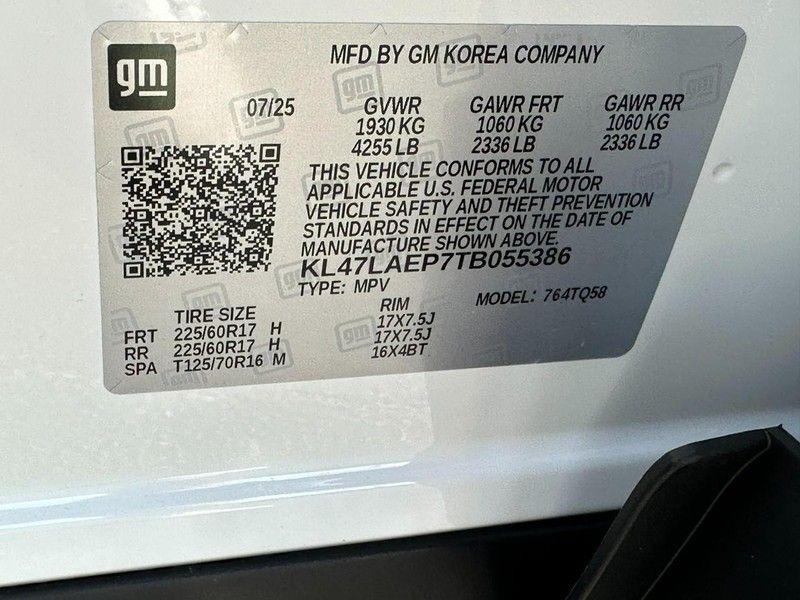 gm
MFD BY GM KOREA COMPANY
07/25 GVWR GAWR FRT GAWR RR
1930 KG 1060 KG 1060 KG
4255 LB 2336 LB 2336 LB
THIS VEHICLE CONFORMS TO ALL
APPLICABLE U.S. FEDERAL MOTOR
VEHICLE SAFETY AND THEFT PREVENTION
STANDARDS IN EFFECT ON THE DATE OF
MANUFACTURE SHOWN ABOVE.
KL47LAEP7TB055386
TYPE: MPV MODEL: 764TQ58
TIRE SIZE RIM
FRT 225/60R17 H 17X7.5J
RR 225/60R17 H 17X7.5J
SPA T125/70R16 M 16X4BT